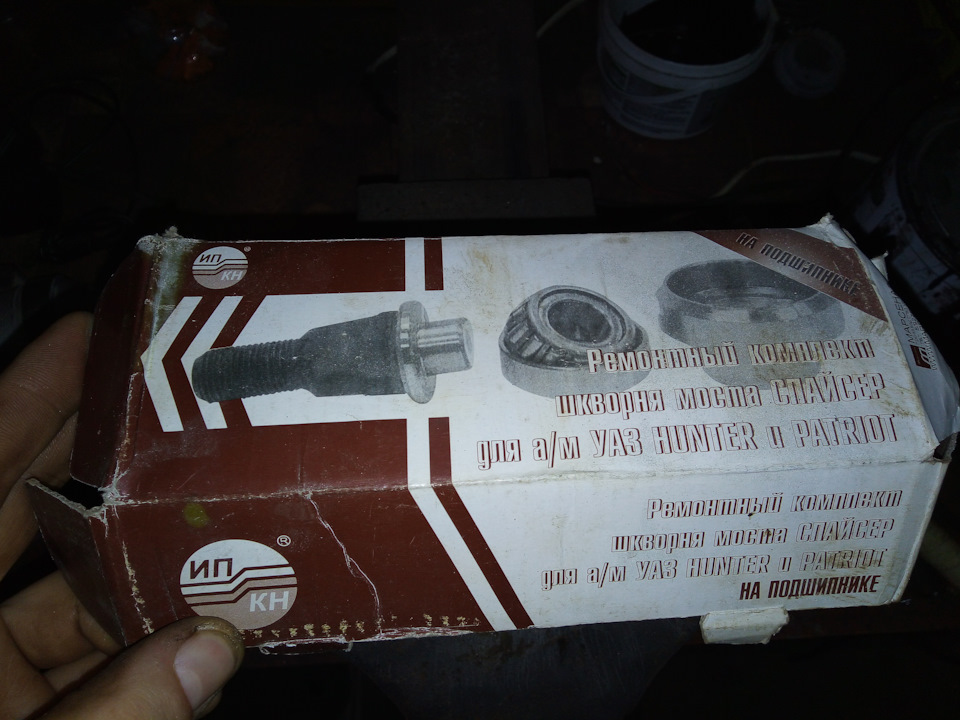 ИП
КН
®
НА ПОДШИПНИКЕ
Ремонтный комплект
шкворня моста СПАЙСЕР
для а/м УАЗ HUNTER и PATRIOT
Ремонтный комплект
шкворня моста СПАЙСЕР
для а/м УАЗ HUNTER и PATRIOT
НА ПОДШИПНИКЕ
ИП
КН
®